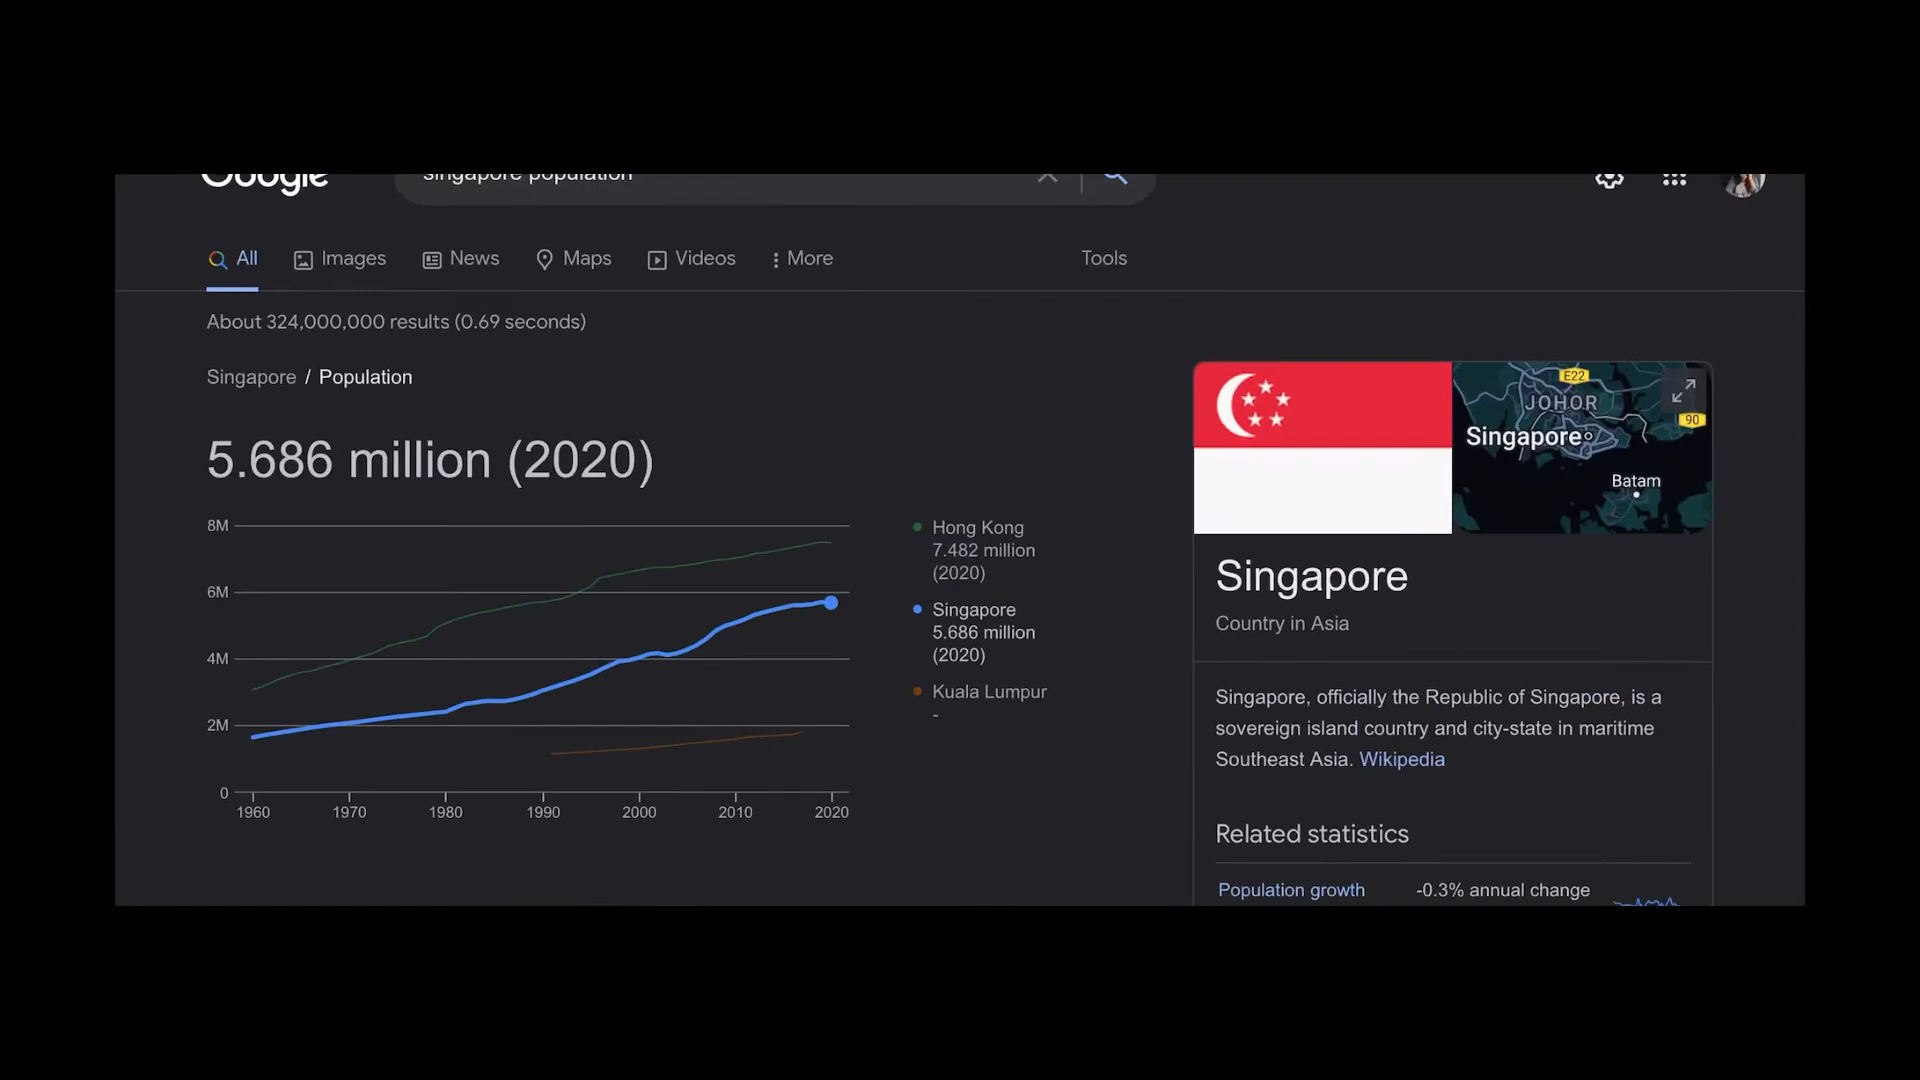 Google
singapore population
All
Images
News
Maps
Videos
More
Tools
About 324,000,000 results (0.69 seconds)
Singapore / Population
5.686 million (2020)
8M
6M
4M
2M
0
1960
1970
1980
1990
2000
2010
2020
Hong Kong
7.482 million
(2020)
Singapore
5.686 million
(2020)
Kuala Lumpur
-
E22
JOHOR
90
Singapore
Batam
Singapore
Country in Asia
Singapore, officially the Republic of Singapore, is a
sovereign island country and city-state in maritime
Southeast Asia. Wikipedia
Related statistics
Population growth
-0.3% annual change